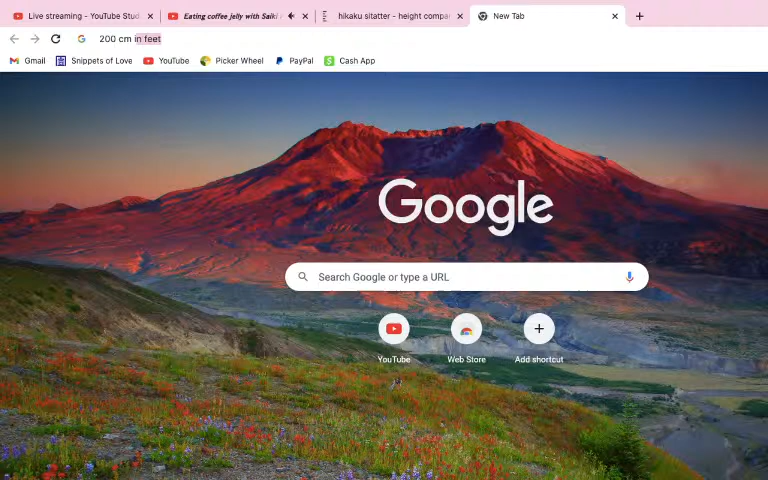 Live streaming - YouTube Stud
Eating coffee jelly with Saiki
hikaku sitatter - height compa
New Tab
200 cm in feet
Gmail
Snippets of Love
YouTube
Picker Wheel
PayPal
Cash App
Google
Search Google or type a URL
YouTube
Web Store
Add shortcut